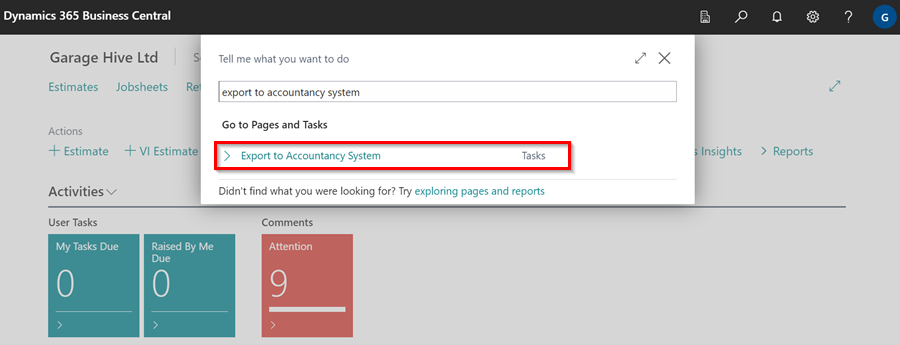 Dynamics 365 Business Central
G
Garage Hive Ltd
Tell me what you want to do
export to accountancy system
Estimates Jobsheets
Go to Pages and Tasks
Actions
Estimate VI Estimate Insights Reports
Export to Accountancy System Tasks
Didn't find what you were looking for? Try exploring pages and reports
Activities
User Tasks Comments
My Tasks Due Raised By Me Due Attention
0 0 9